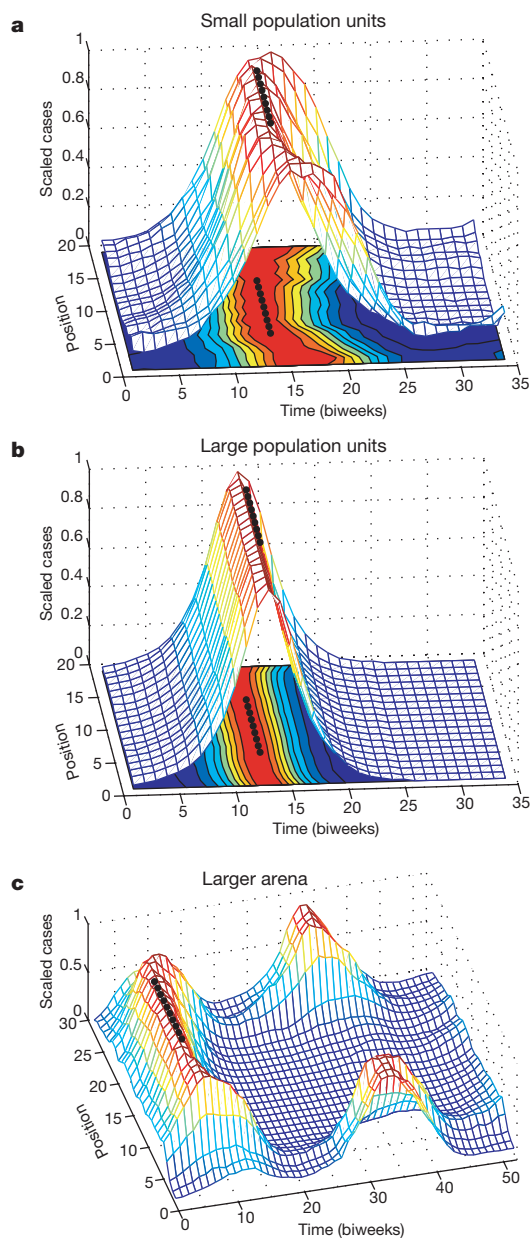 a
Small population units
1
0.8
0.6
0.4
0.2
0
Scaled cases
20
15
10
5
0
Position
0 5 10 15 20 25 30 35
Time (biweeks)
b
Large population units
1
0.8
0.6
0.4
0.2
0
Scaled cases
20
15
10
5
0
Position
0 5 10 15 20 25 30 35
Time (biweeks)
c
Larger arena
1
0.5
0
Scaled cases
30
25
20
15
10
5
0
Position
0 10 20 30 40 50
Time (biweeks)